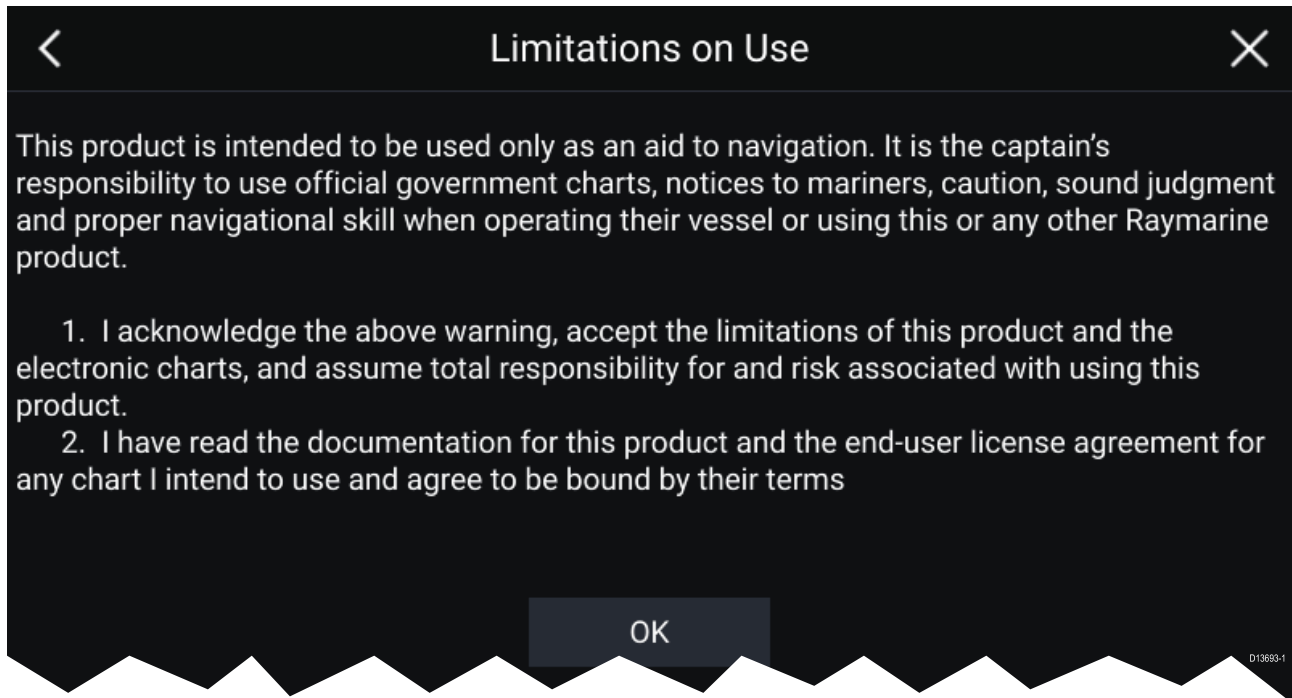 Limitations on Use
This product is intended to be used only as an aid to navigation. It is the captain’s
responsibility to use official government charts, notices to mariners, caution, sound judgment
and proper navigational skill when operating their vessel or using this or any other Raymarine
product.
1. I acknowledge the above warning, accept the limitations of this product and the
electronic charts, and assume total responsibility for and risk associated with using this
product.
2. I have read the documentation for this product and the end-user license agreement for
any chart I intend to use and agree to be bound by their terms
OK
D13693-1